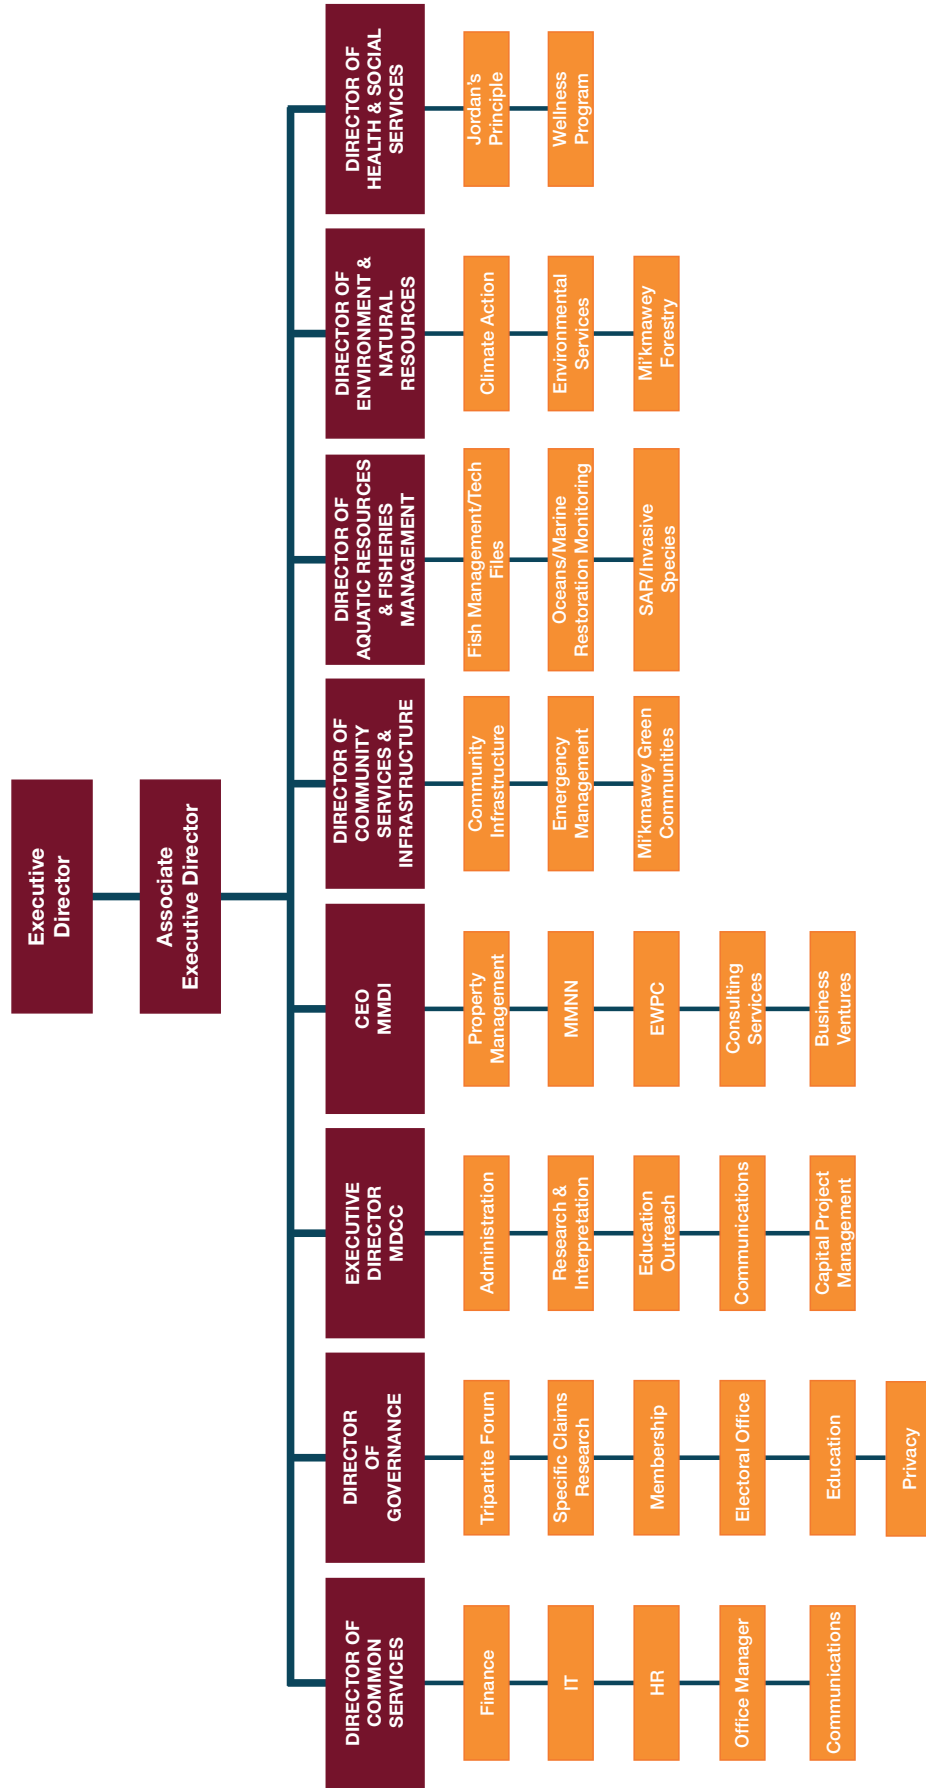 Executive
Director
Associate
Executive Director
DIRECTOR OF
COMMON
SERVICES
Finance
IT
HR
Office Manager
Communications
DIRECTOR
OF
GOVERNANCE
Tripartite Forum
Specific Claims
Research
Membership
Electoral Office
Education
Privacy
EXECUTIVE
DIRECTOR
MDCC
Administration
Research &
Interpretation
Education
Outreach
Communications
Capital Project
Management
CEO
MMDI
Property
Management
MMNN
EWPC
Consulting
Services
Business
Ventures
DIRECTOR OF
COMMUNITY
SERVICES &
INFRASTRUCTURE
Community
Infrastructure
Emergency
Management
Mi'kmawey Green
Communities
DIRECTOR OF
AQUATIC RESOURCES
& FISHERIES
MANAGEMENT
Fish Management/Tech
Files
Oceans/Marine
Restoration Monitoring
SAR/Invasive
Species
DIRECTOR OF
ENVIRONMENT &
NATURAL
RESOURCES
Climate Action
Environmental
Services
Mi'kmawey
Forestry
DIRECTOR OF
HEALTH & SOCIAL
SERVICES
Jordan's
Principle
Wellness
Program